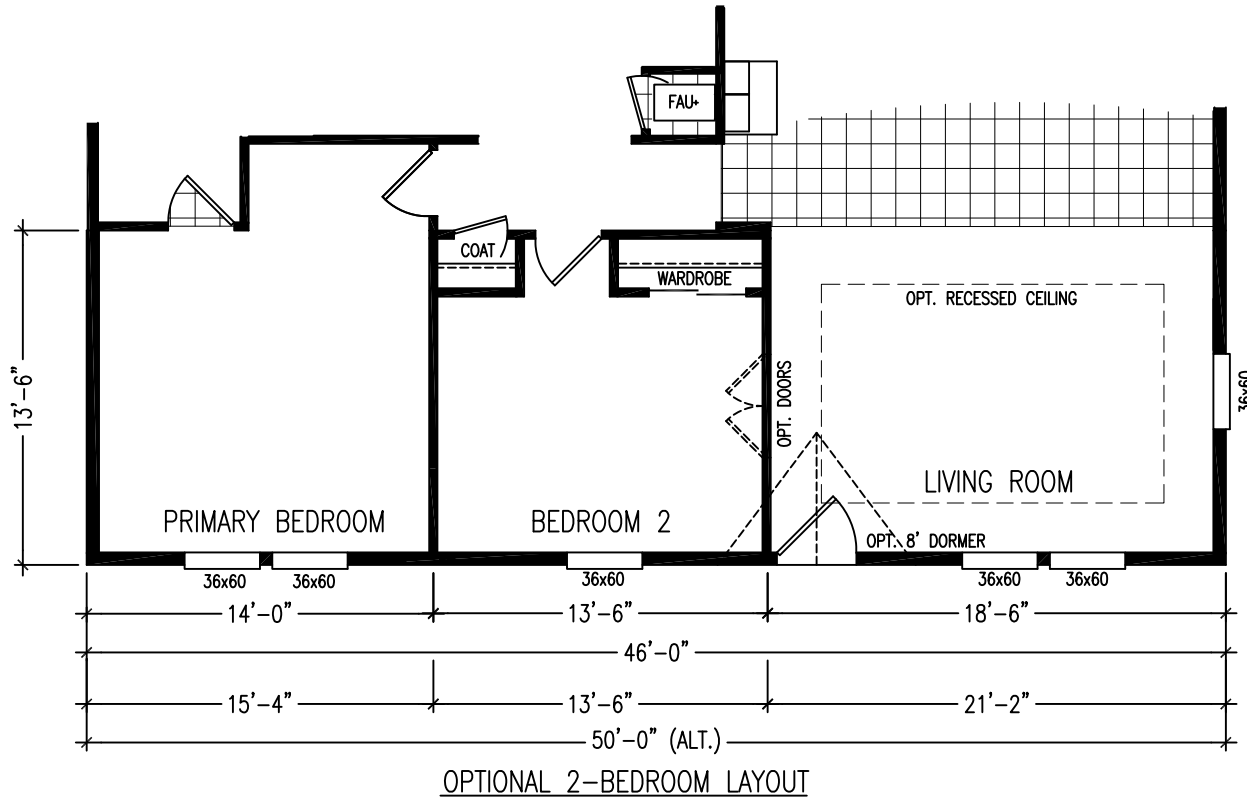 FAU+
COAT
WARDROBE
OPT. RECESSED CEILING
13'-6"
OPT. DOORS
36x60
LIVING ROOM
PRIMARY BEDROOM
BEDROOM 2
OPT. 8' DORMER
36x60
36x60
36x60
36x60
36x60
14'-0"
13'-6"
18'-6"
46'-0"
15'-4"
13'-6"
21'-2"
50'-0" (ALT.)
OPTIONAL 2-BEDROOM LAYOUT